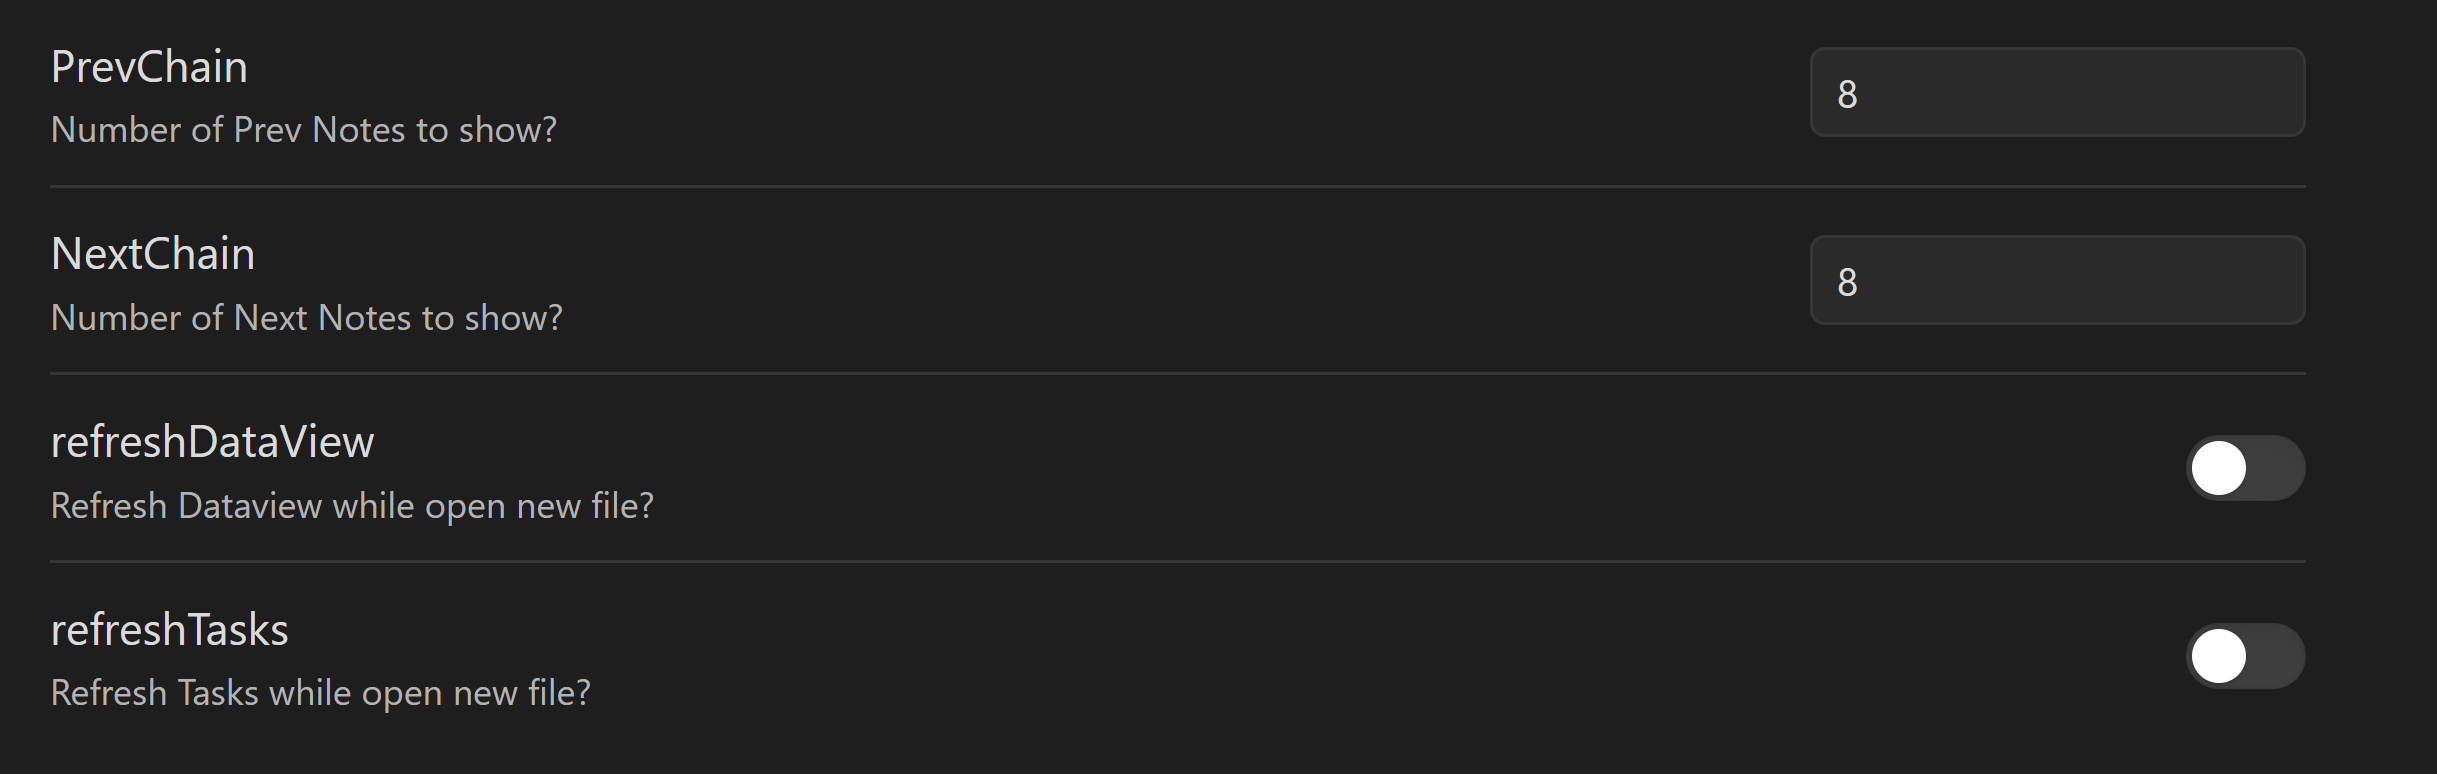 PrevChain
Number of Prev Notes to show?
8
NextChain
Number of Next Notes to show?
8
refreshDataView
Refresh Dataview while open new file?
refreshTasks
Refresh Tasks while open new file?